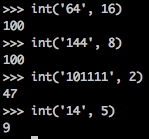 >>> int('64', 16)
100
>>> int('144', 8)
100
>>> int('101111', 2)
47
>>> int('14', 5)
9